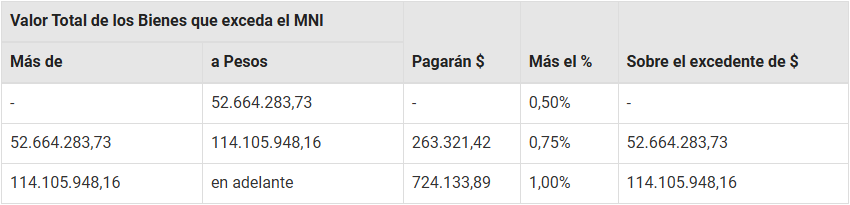 Valor Total de los Bienes que exceda el MNI
Más de a Pesos Pagarán $ Más el % Sobre el excedente de $
- 52.664.283,73 - 0,50% -
52.664.283,73 114.105.948,16 263.321,42 0,75% 52.664.283,73
114.105.948,16 en adelante 724.133,89 1,00% 114.105.948,16